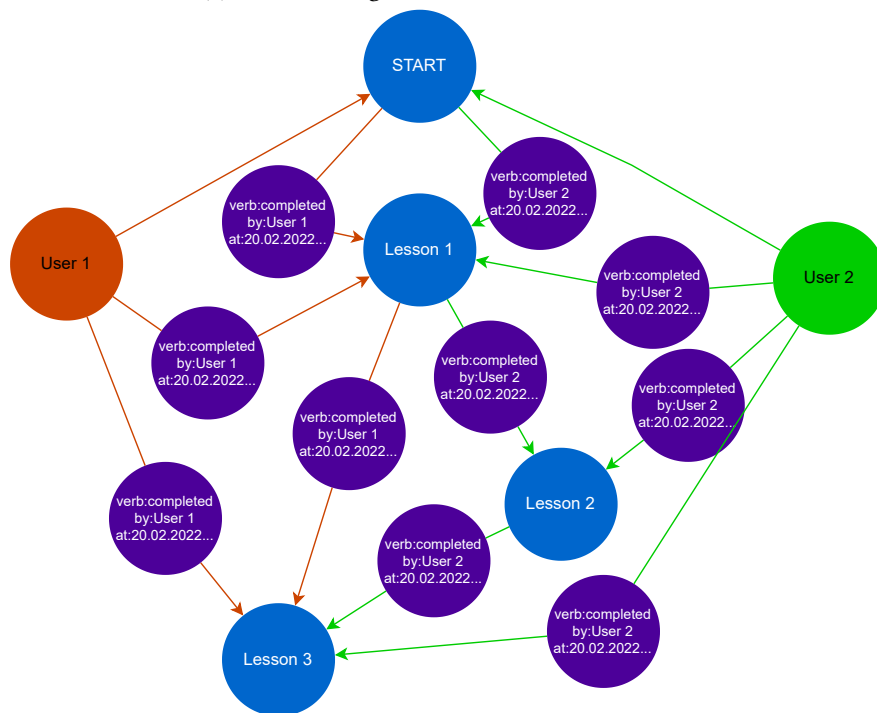 START
verb:completed
by:User 2
at:20.02.2022...
verb:completed
by:User 1
at:20.02.2022...
Lesson 1
User 1
User 2
verb:completed
by:User 2
at:20.02.2022...
verb:completed
by:User 1
at:20.02.2022...
verb:completed
by:User 2
at:20.02.2022...
verb:completed
by:User 2
at:20.02.2022...
verb:completed
by:User 1
at:20.02.2022...
Lesson 2
verb:completed
by:User 1
at:20.02.2022...
verb:completed
by:User 2
at:20.02.2022...
verb:completed
by:User 2
at:20.02.2022...
Lesson 3